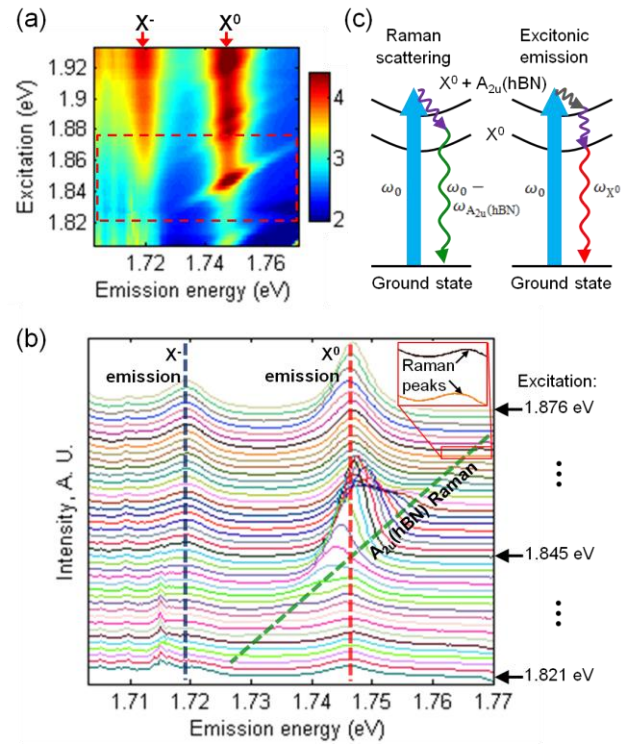 (a)
X⁻ X⁰
Excitation (eV)
1.92
1.9
1.88
1.86
1.84
1.82
1.72 1.74 1.76
Emission energy (eV)
4
3
2
(c)
Raman scattering
Excitonic emission
X⁰ + A₂ᵤ(hBN)
X⁰
ω₀
ω₀ −
ω_A₂ᵤ(hBN)
ω₀
ω_X⁰
Ground state
Ground state
(b)
X⁻
emission
X⁰
emission
Raman
peaks
A₂ᵤ(hBN) Raman
Intensity, A. U.
1.71 1.72 1.73 1.74 1.75 1.76 1.77
Emission energy (eV)
Excitation:
1.876 eV
⋮
1.845 eV
⋮
1.821 eV